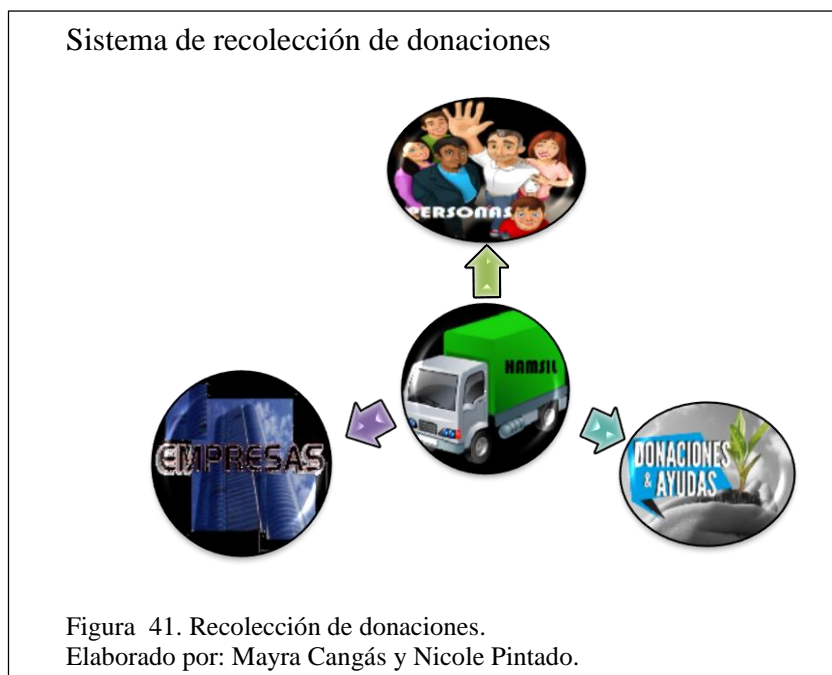 Sistema de recolección de donaciones
PERSONAS
HAMSIL
EMPRESAS
DONACIONES
& AYUDAS
Figura 41. Recolección de donaciones.
Elaborado por: Mayra Cangás y Nicole Pintado.